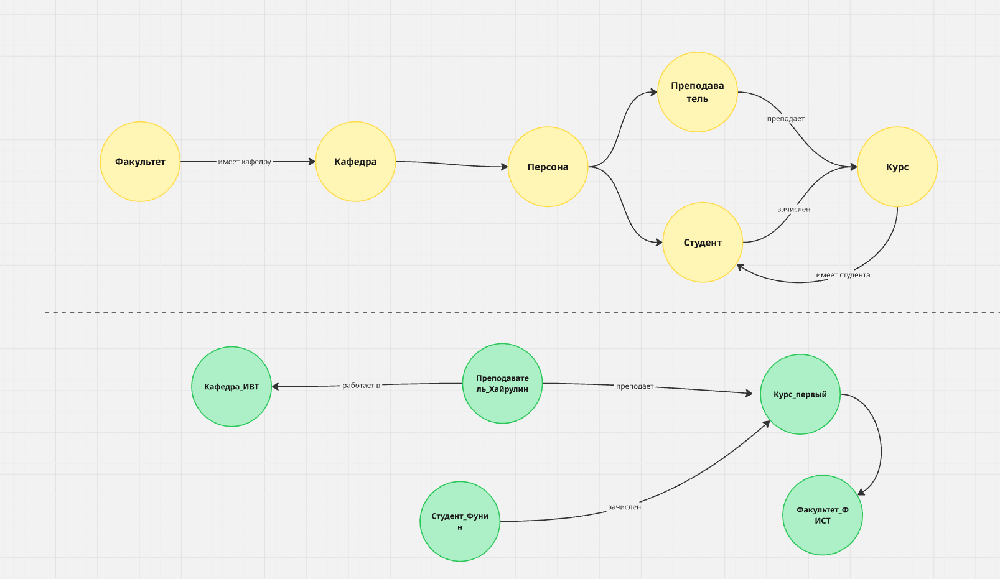 Преподава
тель
преподает
Факультет
имеет кафедру
Кафедра
Персона
Курс
зачислен
Студент
имеет студента
Кафедра_ИВТ
работает в
Преподавате
ль_Хайрулин
преподает
Курс_первый
зачислен
Студент_Фуни
н
Факультет_Ф
ИСТ